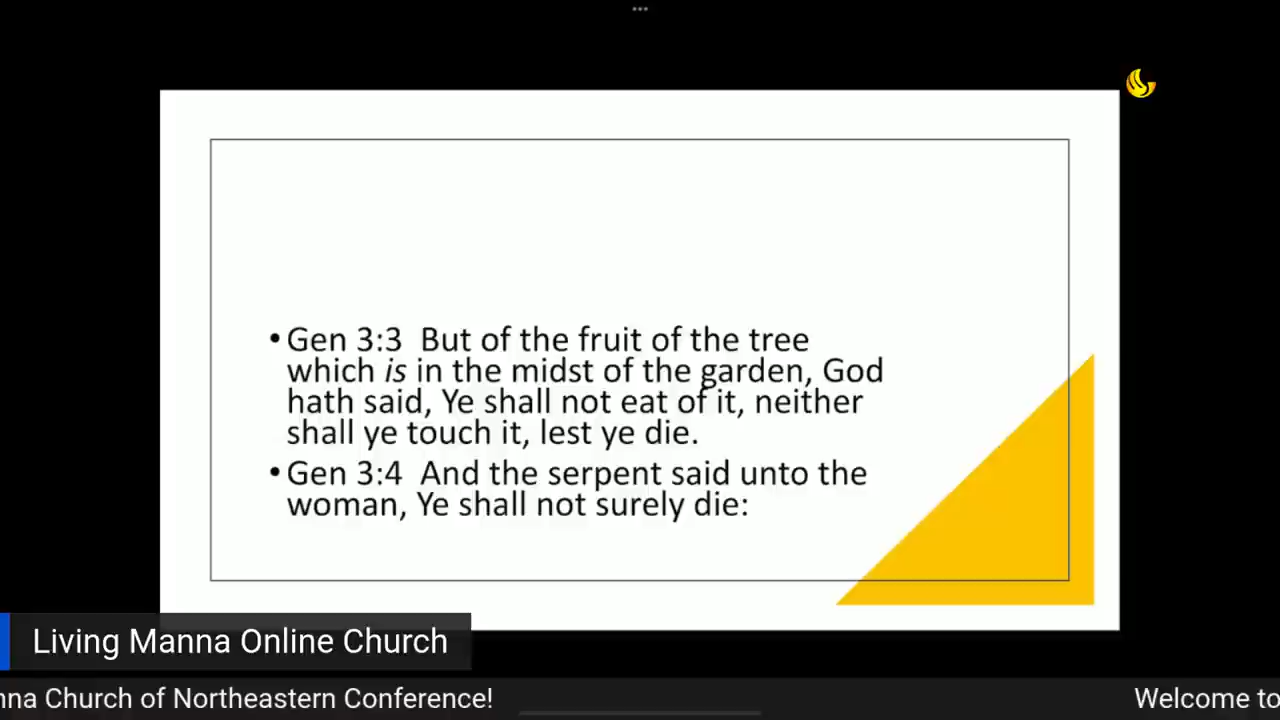 • Gen 3:3  But of the fruit of the tree
which is in the midst of the garden, God
hath said, Ye shall not eat of it, neither
shall ye touch it, lest ye die.
• Gen 3:4  And the serpent said unto the
woman, Ye shall not surely die:
Living Manna Online Church
nna Church of Northeastern Conference!
Welcome to